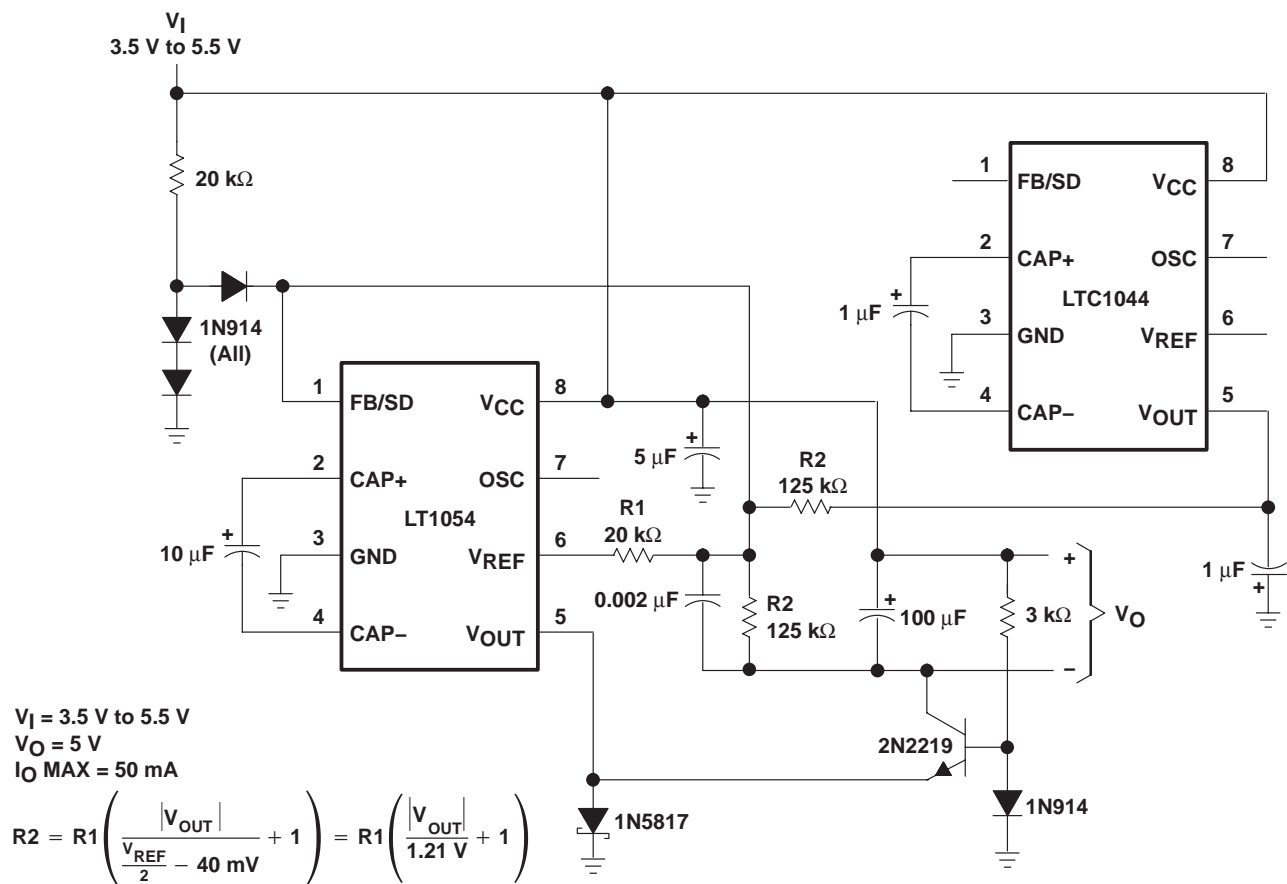 VI
3.5 V to 5.5 V
20 kΩ
1N914
(All)
1 FB/SD VCC 8
2 CAP+ OSC 7
LTC1044
3 GND VREF 6
4 CAP– VOUT 5
1 μF
+
1 FB/SD VCC 8
2 CAP+ OSC 7
LT1054
3 GND VREF 6
4 CAP– VOUT 5
10 μF
+
5 μF
+
R2
125 kΩ
R1
20 kΩ
0.002 μF
R2
125 kΩ
100 μF
+
3 kΩ
+
VO
–
1 μF
+
2N2219
1N5817
1N914
VI = 3.5 V to 5.5 V
VO = 5 V
IO MAX = 50 mA
R2 = R1 ( |VOUT| / (VREF/2 – 40 mV) + 1 ) = R1 ( |VOUT| / 1.21 V + 1 )